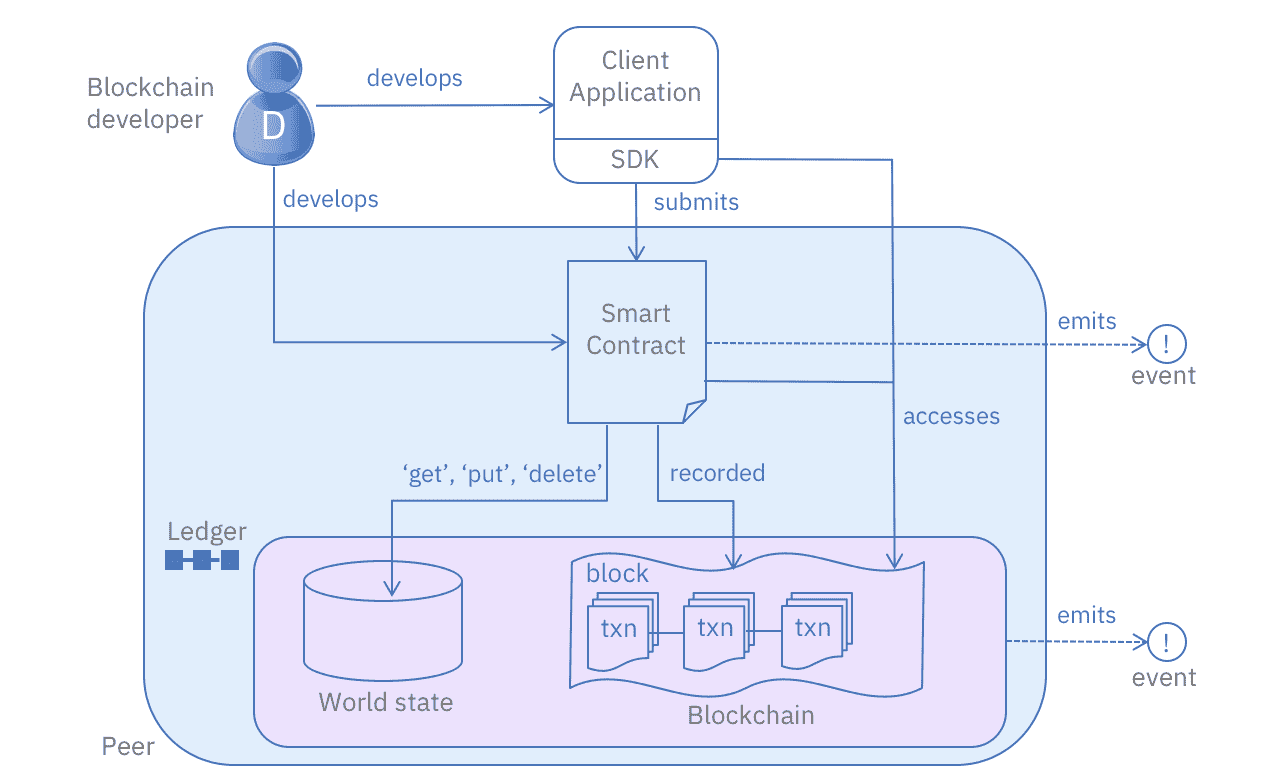 Blockchain
developer
D
develops
Client
Application
SDK
develops
submits
Smart
Contract
emits
!
event
accesses
‘get’, ‘put’, ‘delete’
recorded
Ledger
block
txn
txn
txn
emits
!
event
World state
Blockchain
Peer